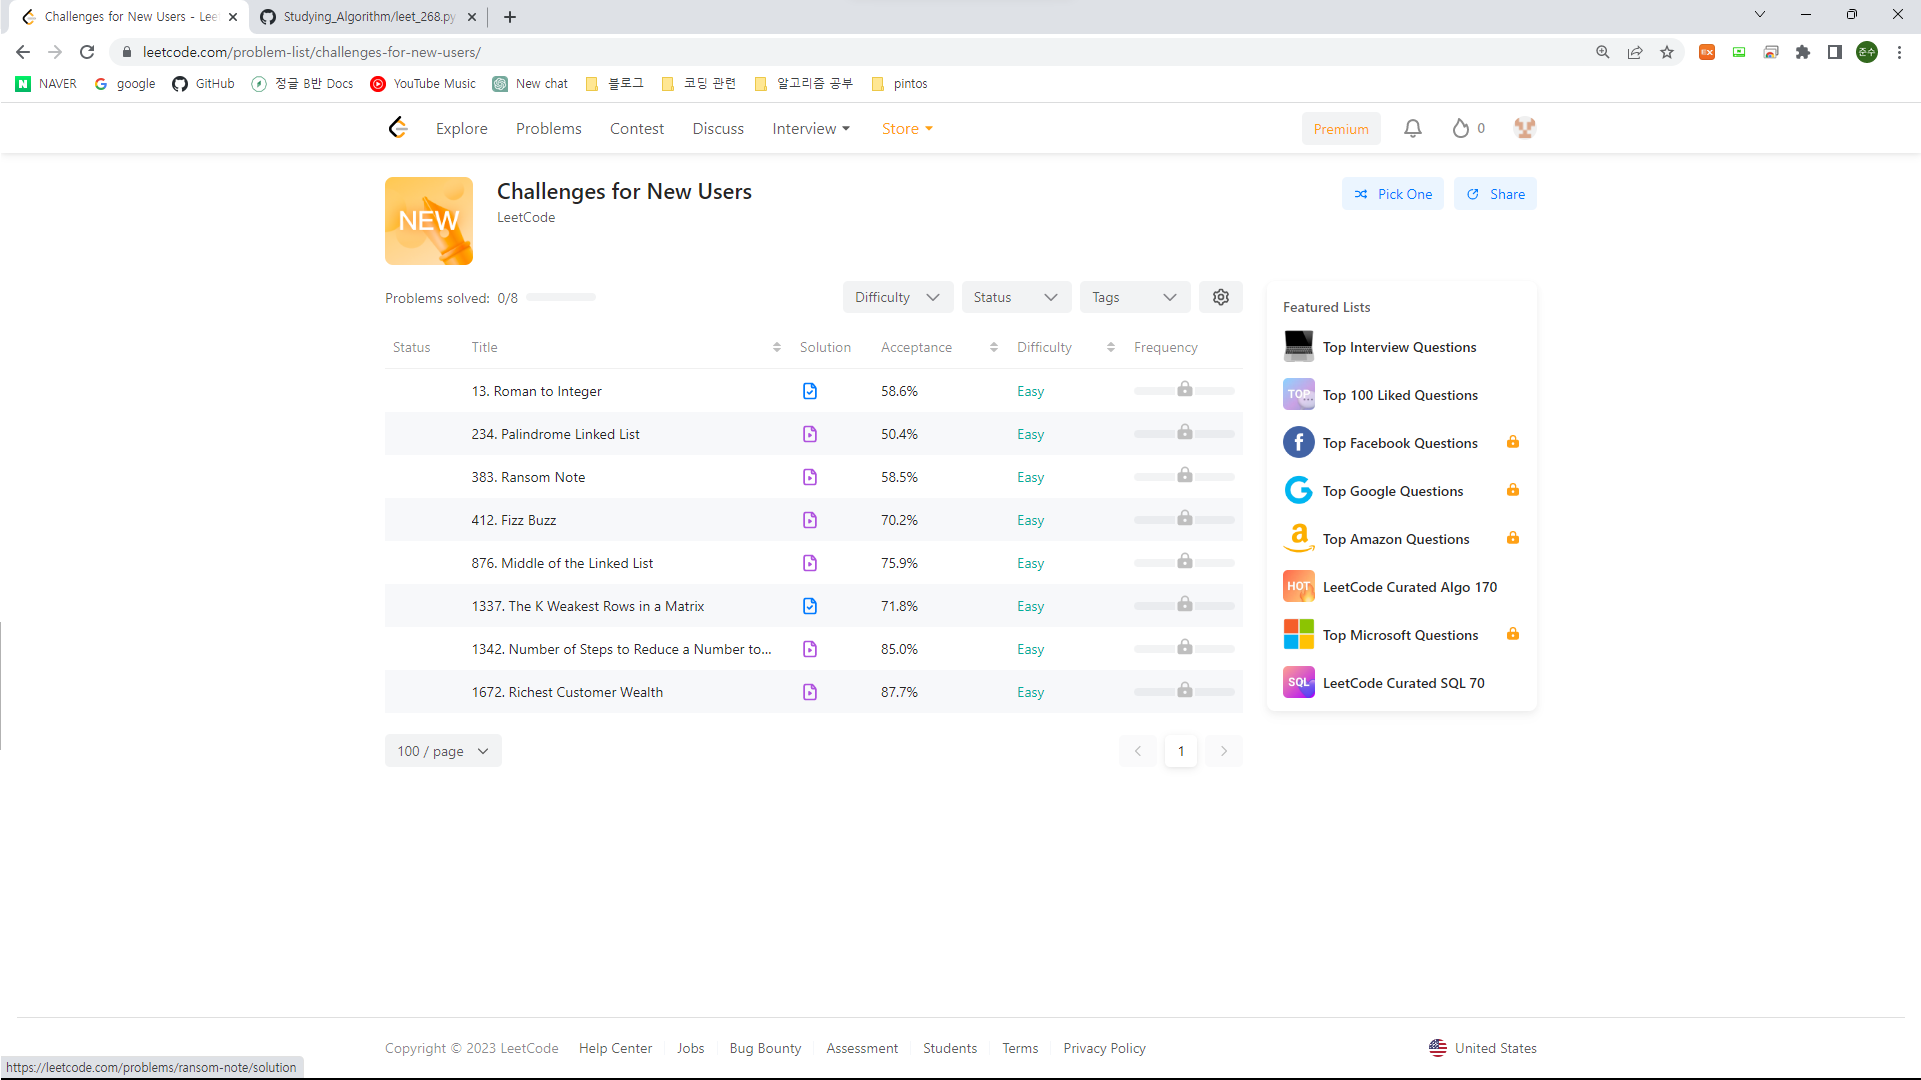 Challenges for New Users - Lee
Studying_Algorithm/leet_268.py
leetcode.com/problem-list/challenges-for-new-users/
EX
준수
N NAVER
google
GitHub
정글 B반 Docs
YouTube Music
New chat
블로그
코딩 관련
알고리즘 공부
pintos
Explore
Problems
Contest
Discuss
Interview
Store
Premium
0
NEW
Challenges for New Users
LeetCode
Pick One
Share
Problems solved: 0/8
Difficulty
Status
Tags
Status Title Solution Acceptance Difficulty Frequency
13. Roman to Integer 58.6% Easy
234. Palindrome Linked List 50.4% Easy
383. Ransom Note 58.5% Easy
412. Fizz Buzz 70.2% Easy
876. Middle of the Linked List 75.9% Easy
1337. The K Weakest Rows in a Matrix 71.8% Easy
1342. Number of Steps to Reduce a Number to... 85.0% Easy
1672. Richest Customer Wealth 87.7% Easy
100 / page
1
Featured Lists
Top Interview Questions
TOP... Top 100 Liked Questions
Top Facebook Questions
Top Google Questions
Top Amazon Questions
HOT LeetCode Curated Algo 170
Top Microsoft Questions
SQL LeetCode Curated SQL 70
Copyright © 2023 LeetCode
Help Center
Jobs
Bug Bounty
Assessment
Students
Terms
Privacy Policy
United States
https://leetcode.com/problems/ransom-note/solution